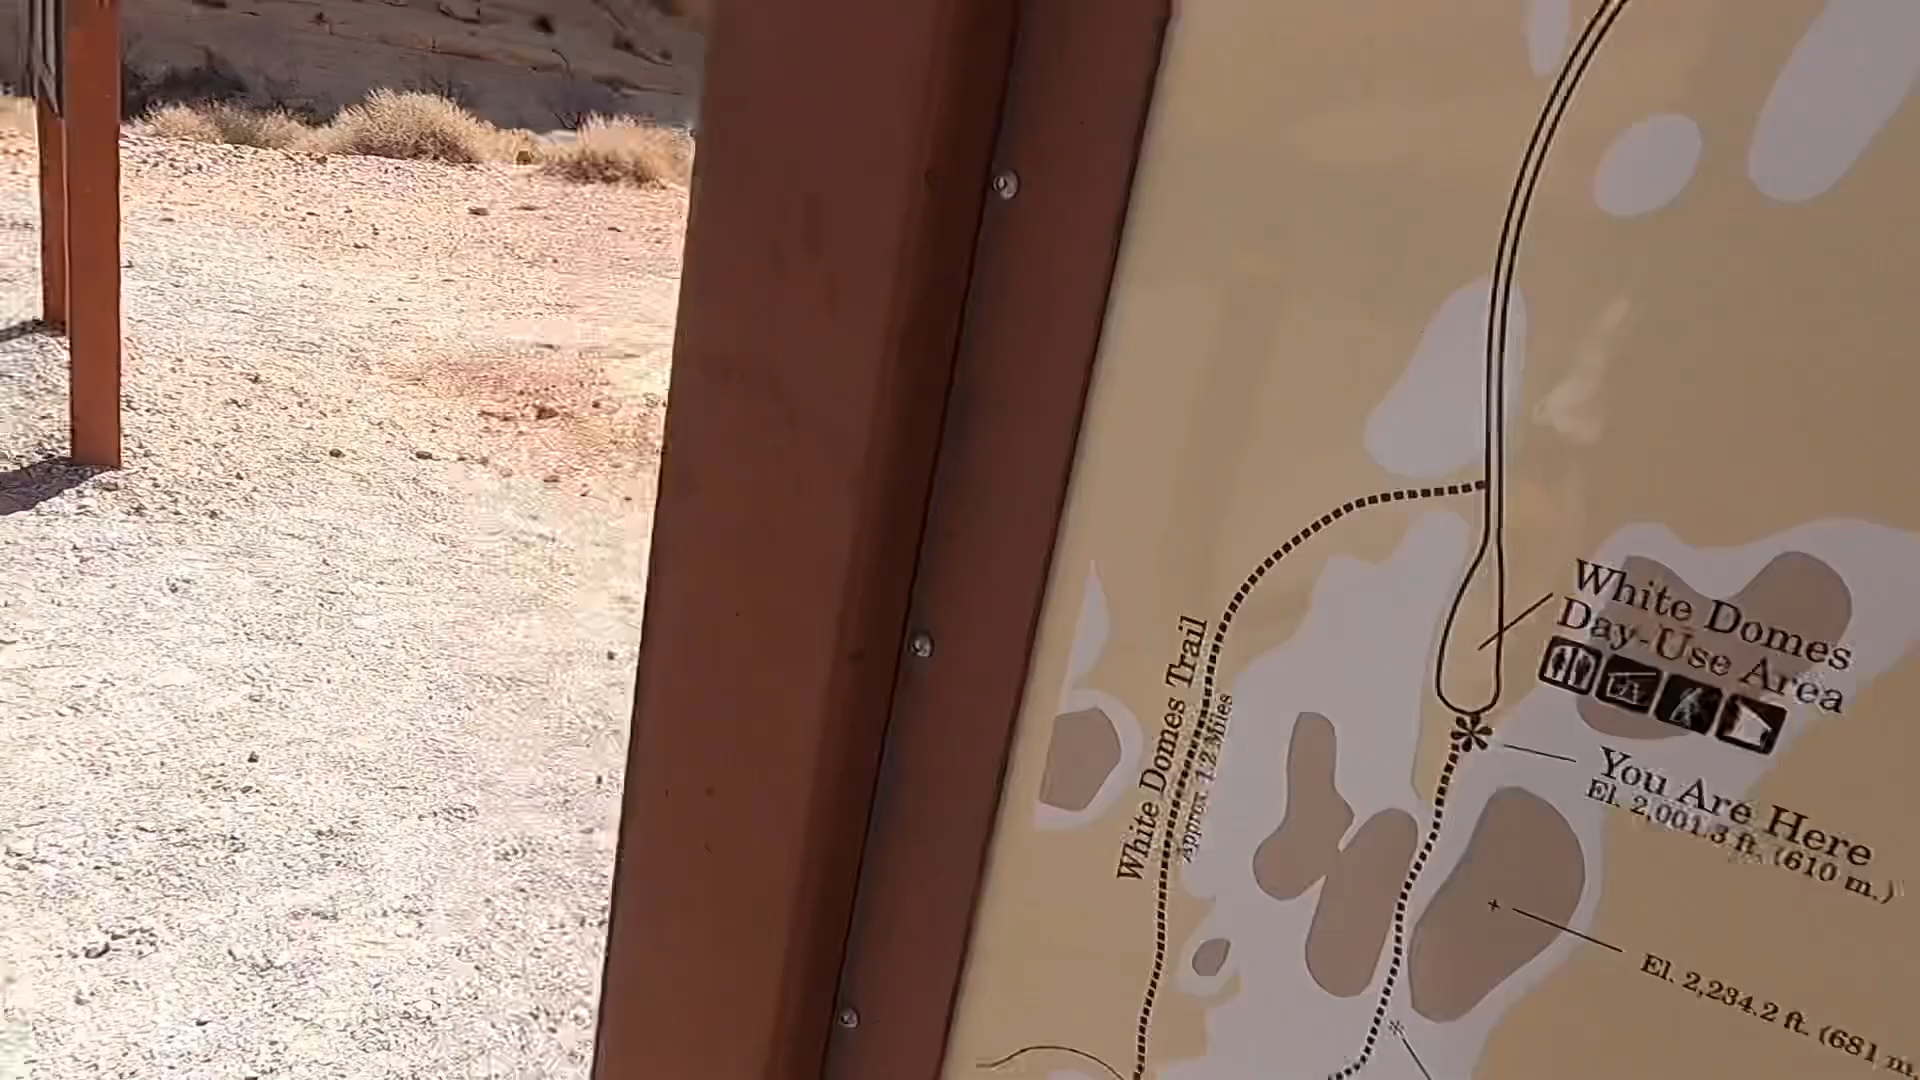 White Domes
Day-Use Area
You Are Here
El. 2,001.3 ft. (610 m.)
White Domes Trail
Approx. 1.2 Miles
El. 2,234.2 ft. (681 m.